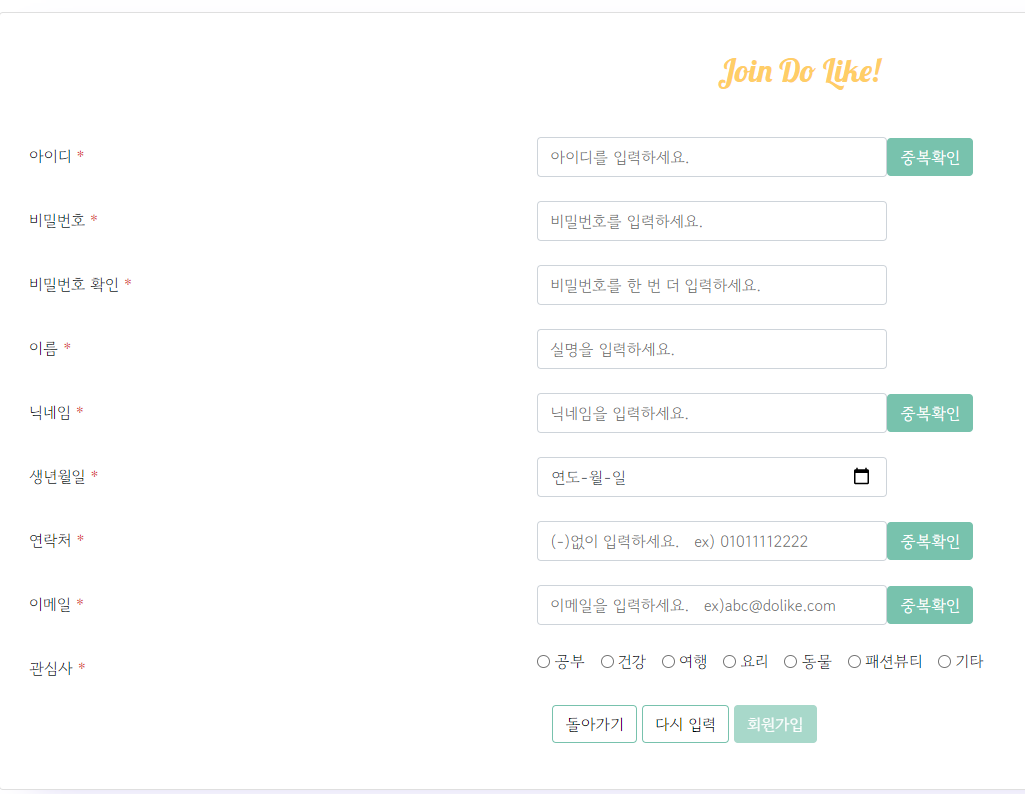 Join Do Like!
아이디 * 아이디를 입력하세요. 중복확인
비밀번호 * 비밀번호를 입력하세요.
비밀번호 확인 * 비밀번호를 한 번 더 입력하세요.
이름 * 실명을 입력하세요.
닉네임 * 닉네임을 입력하세요. 중복확인
생년월일 * 연도-월-일
연락처 * (-)없이 입력하세요. ex) 01011112222 중복확인
이메일 * 이메일을 입력하세요. ex)abc@dolike.com 중복확인
관심사 * 공부 건강 여행 요리 동물 패션뷰티 기타
돌아가기 다시 입력 회원가입